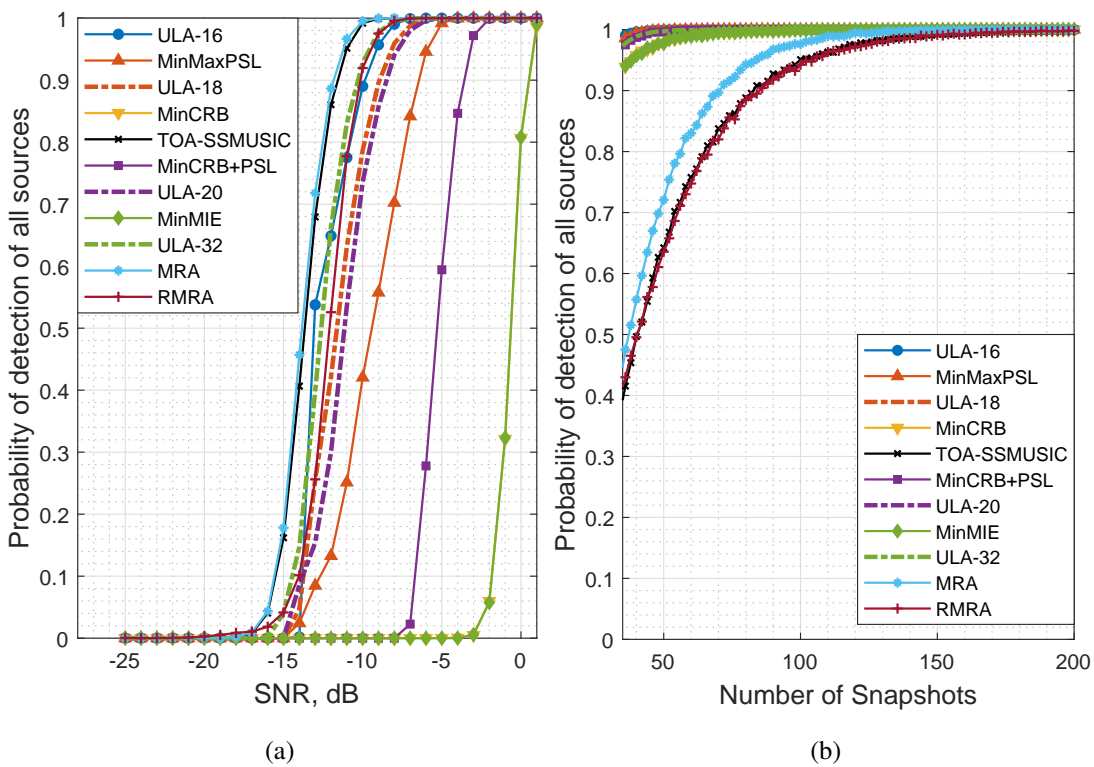 1
0.9
0.8
0.7
0.6
0.5
0.4
0.3
0.2
0.1
0
Probability of detection of all sources
ULA-16
MinMaxPSL
ULA-18
MinCRB
TOA-SSMUSIC
MinCRB+PSL
ULA-20
MinMIE
ULA-32
MRA
RMRA
-25 -20 -15 -10 -5 0
SNR, dB
(a)
1
0.9
0.8
0.7
0.6
0.5
0.4
0.3
0.2
0.1
0
Probability of detection of all sources
ULA-16
MinMaxPSL
ULA-18
MinCRB
TOA-SSMUSIC
MinCRB+PSL
ULA-20
MinMIE
ULA-32
MRA
RMRA
50 100 150 200
Number of Snapshots
(b)